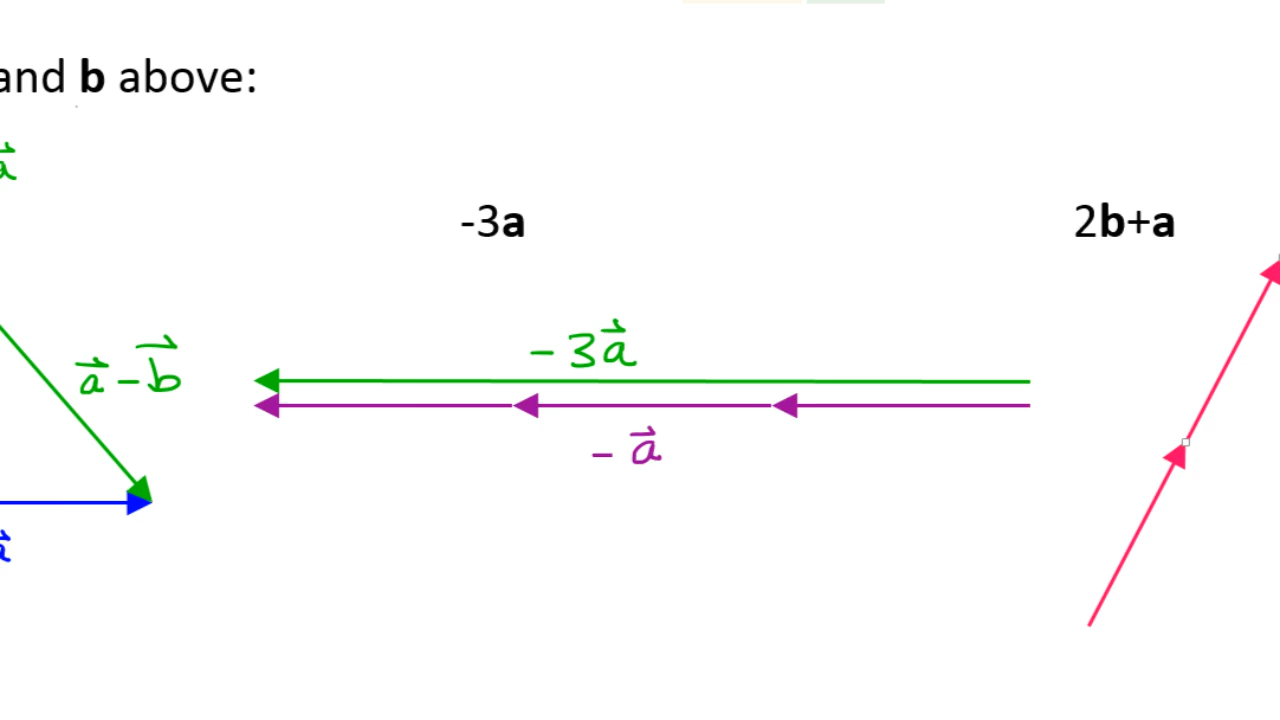 and b above:
a⃗
-3a
2b+a
-3a⃗
a⃗-b⃗
-a⃗
a⃗